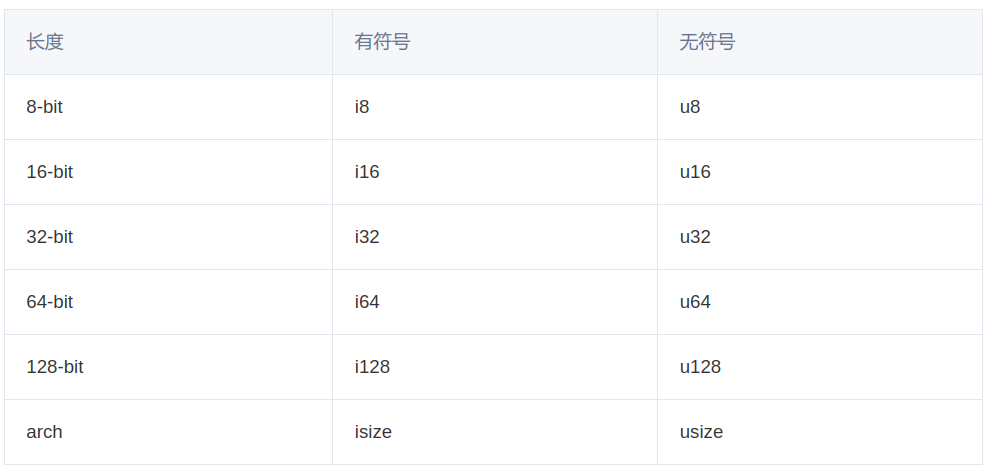 长度 有符号 无符号
8-bit i8 u8
16-bit i16 u16
32-bit i32 u32
64-bit i64 u64
128-bit i128 u128
arch isize usize